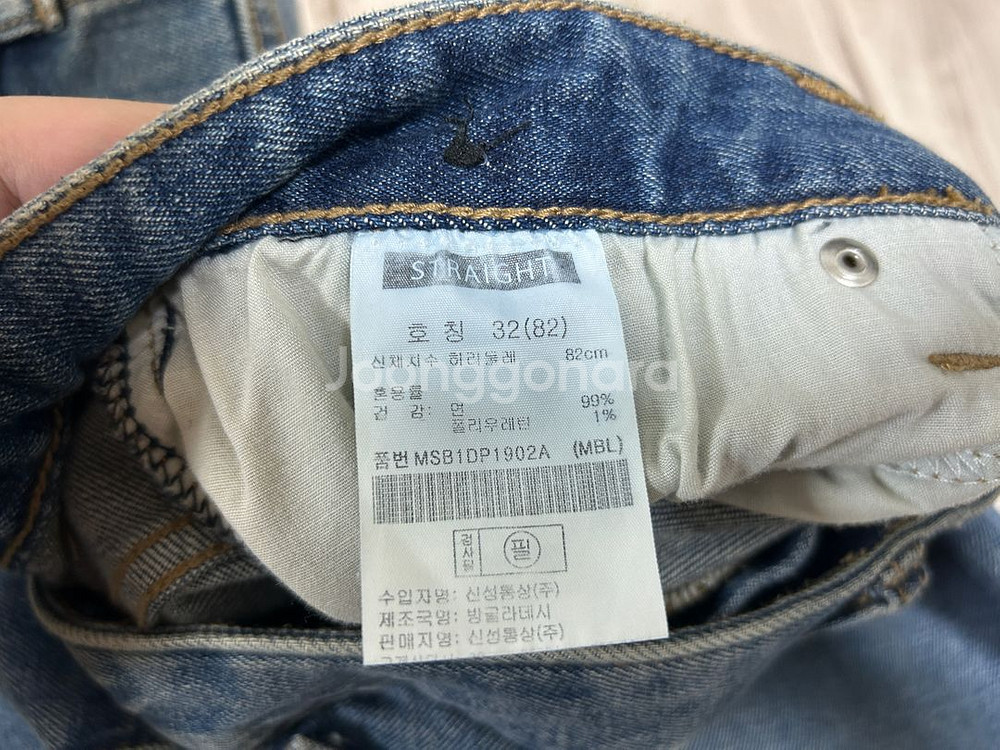 STRAIGHT
호칭 32(82)
신체치수 허리둘레 82cm
Joonggonara
혼용률
겉감: 면 99%
폴리우레탄 1%
품번 MSB1DP1902A (MBL)
검사필 필
수입자명: 신성통상(주)
제조국명: 방글라데시
판매자명: 신성통상(주)